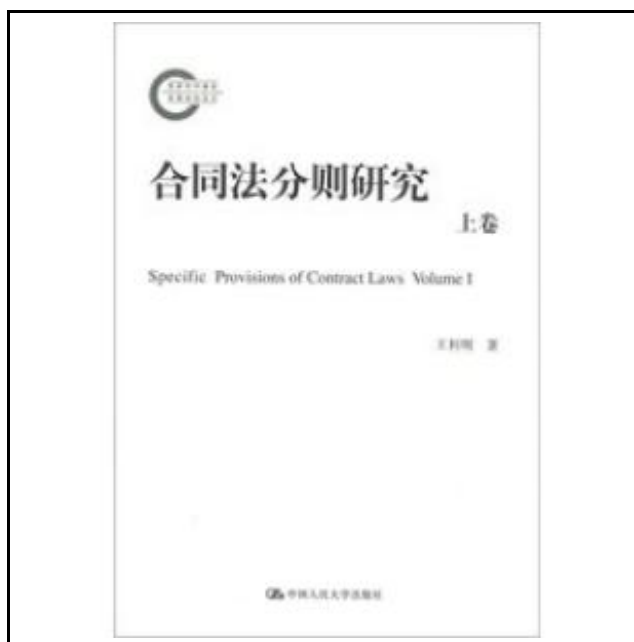 合同法分则研究
上卷
Specific Provisions of Contract Laws Volume I
王利明 著
中国人民大学出版社